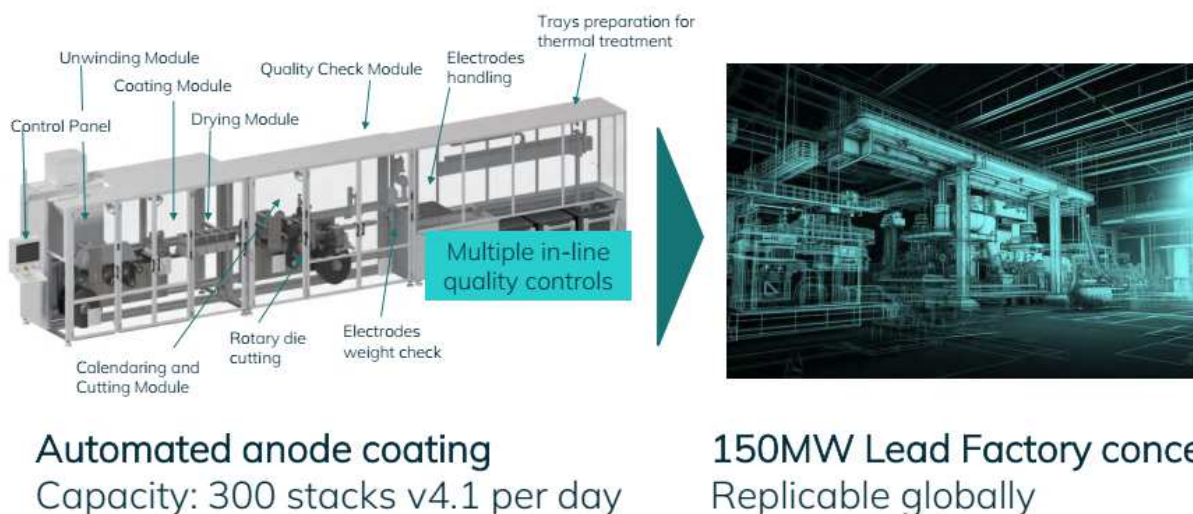 Trays preparation for
thermal treatment
Unwinding Module
Electrodes
handling
Quality Check Module
Coating Module
Control Panel
Drying Module
Multiple in-line
quality controls
Rotary die
cutting
Electrodes
weight check
Calendaring and
Cutting Module
Automated anode coating
Capacity: 300 stacks v4.1 per day
150MW Lead Factory conce
Replicable globally